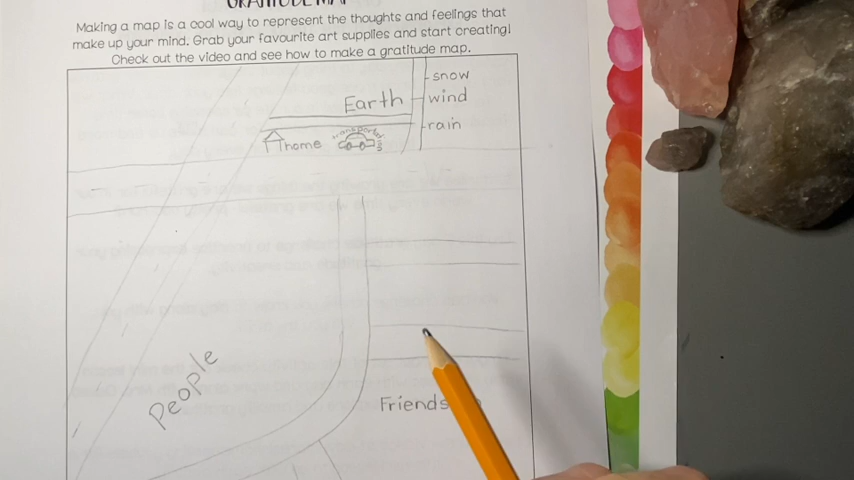 GRATITUDE MAP
Making a map is a cool way to represent the thoughts and feelings that
make up your mind. Grab your favourite art supplies and start creating!
Check out the video and see how to make a gratitude map.
snow
Earth
wind
rain
home
People
Friends